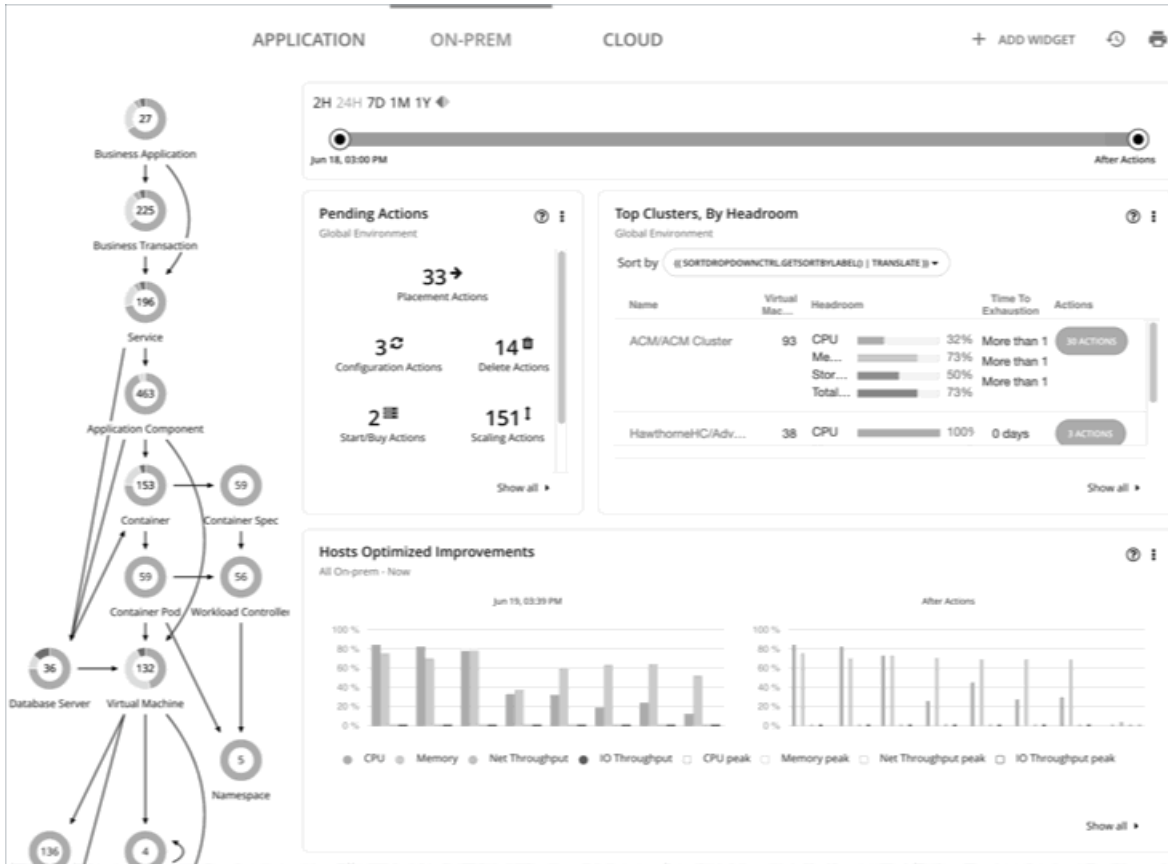 APPLICATION ON-PREM CLOUD + ADD WIDGET
27
Business Application
225
Business Transaction
196
Service
463
Application Component
153 59
Container Container Spec
59 56
Container Pod Workload Controller
36 132
Database Server Virtual Machine
5
Namespace
136 4
2H 24H 7D 1M 1Y
Jun 18, 03:00 PM After Actions
Pending Actions
Global Environment
33
Placement Actions
3 14
Configuration Actions Delete Actions
2 151
Start/Buy Actions Scaling Actions
Show all
Top Clusters, By Headroom
Global Environment
Sort by {{ SORTDROPDOWNCTRL.GETSORTBYLABEL() | TRANSLATE }}
Name Virtual Mac... Headroom Time To Exhaustion Actions
ACM/ACM Cluster 93 CPU 32% More than 1 30 ACTIONS
Me... 73% More than 1
Stor... 50% More than 1
Total... 73%
HawthorneHC/Adv... 38 CPU 100% 0 days 3 ACTIONS
Show all
Hosts Optimized Improvements
All On-prem - Now
Jun 19, 03:39 PM After Actions
100 % 100 %
80 % 80 %
60 % 60 %
40 % 40 %
20 % 20 %
0 % 0 %
CPU Memory Net Throughput IO Throughput CPU peak Memory peak Net Throughput peak IO Throughput peak
Show all